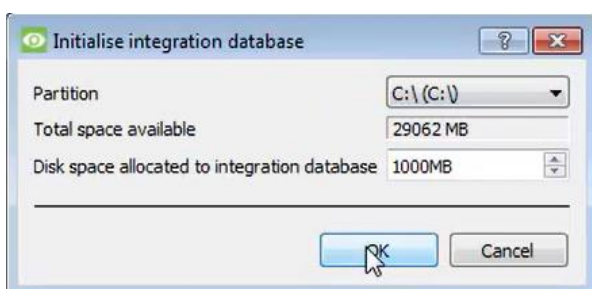 Initialise integration database
Partition C:\ (C:\)
Total space available 29062 MB
Disk space allocated to integration database 1000MB
OK Cancel